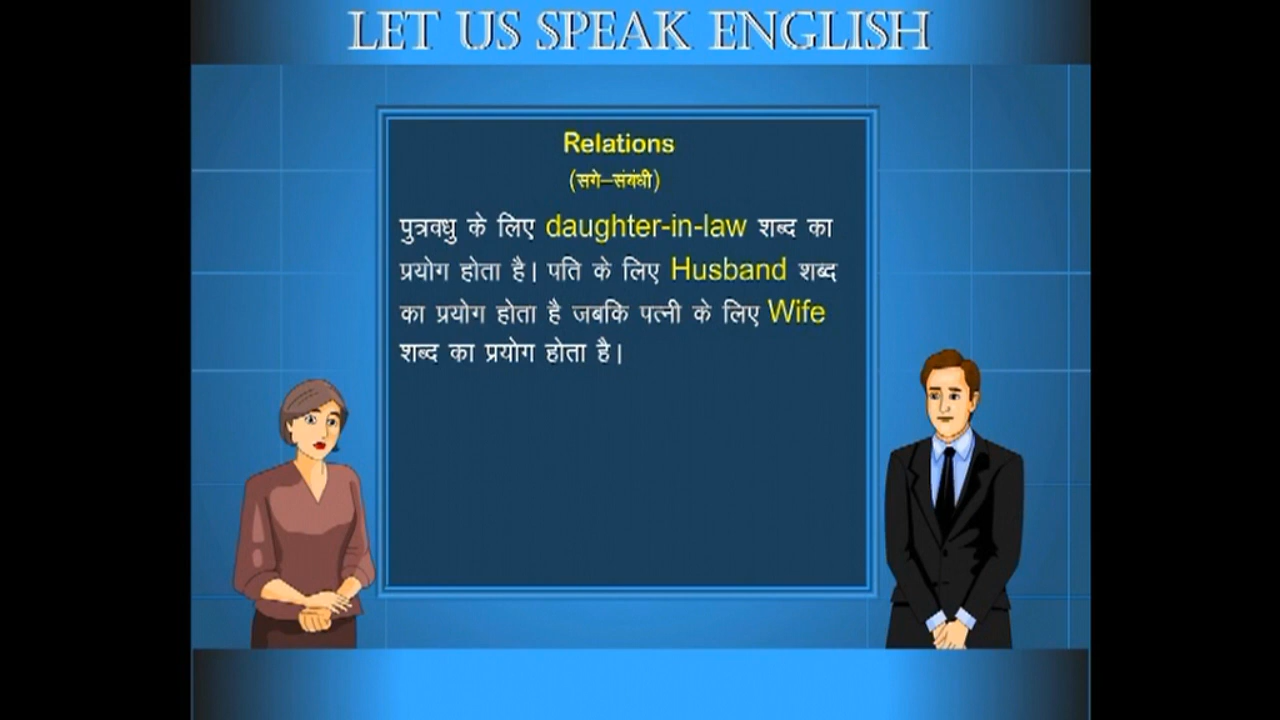 LET US SPEAK ENGLISH
Relations
(सगे–संबंधी)
पुत्रवधु के लिए daughter-in-law शब्द का
प्रयोग होता है। पति के लिए Husband शब्द
का प्रयोग होता है जबकि पत्नी के लिए Wife
शब्द का प्रयोग होता है।